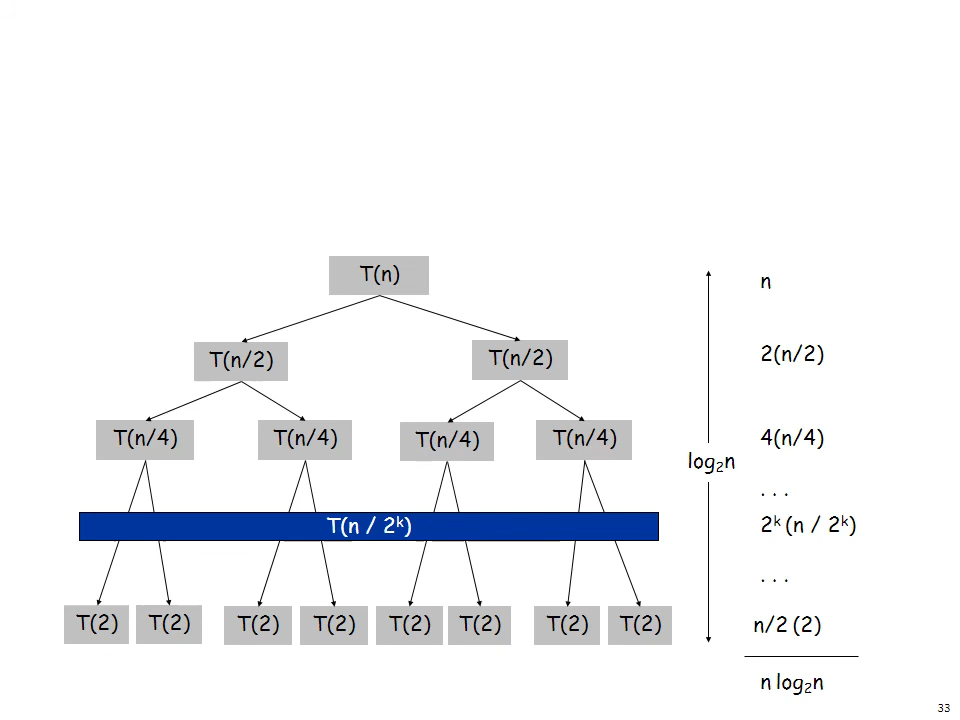 T(n)
n
T(n/2) T(n/2)
2(n/2)
T(n/4) T(n/4) T(n/4) T(n/4)
4(n/4)
log₂n
. . .
T(n / 2ᵏ)
2ᵏ (n / 2ᵏ)
. . .
T(2) T(2) T(2) T(2) T(2) T(2) T(2) T(2)
n/2 (2)
n log₂n
33